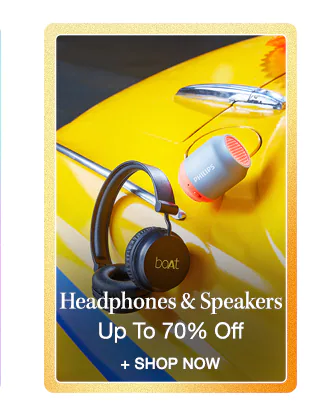 PHILIPS
boAt
Headphones & Speakers
Up To 70% Off
+ SHOP NOW